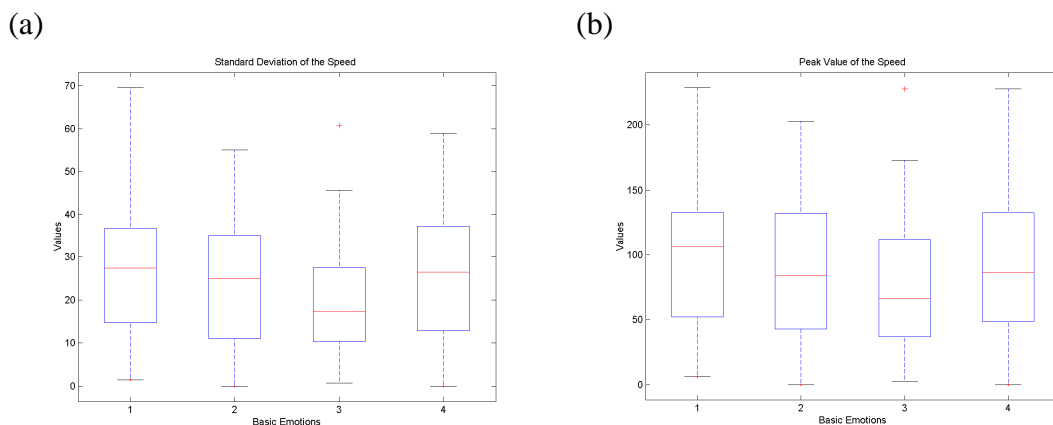 (a)
(b)
Standard Deviation of the Speed
70
60
50
40
30
20
10
0
Values
1 2 3 4
Basic Emotions
Peak Value of the Speed
200
150
100
50
0
Values
1 2 3 4
Basic Emotions